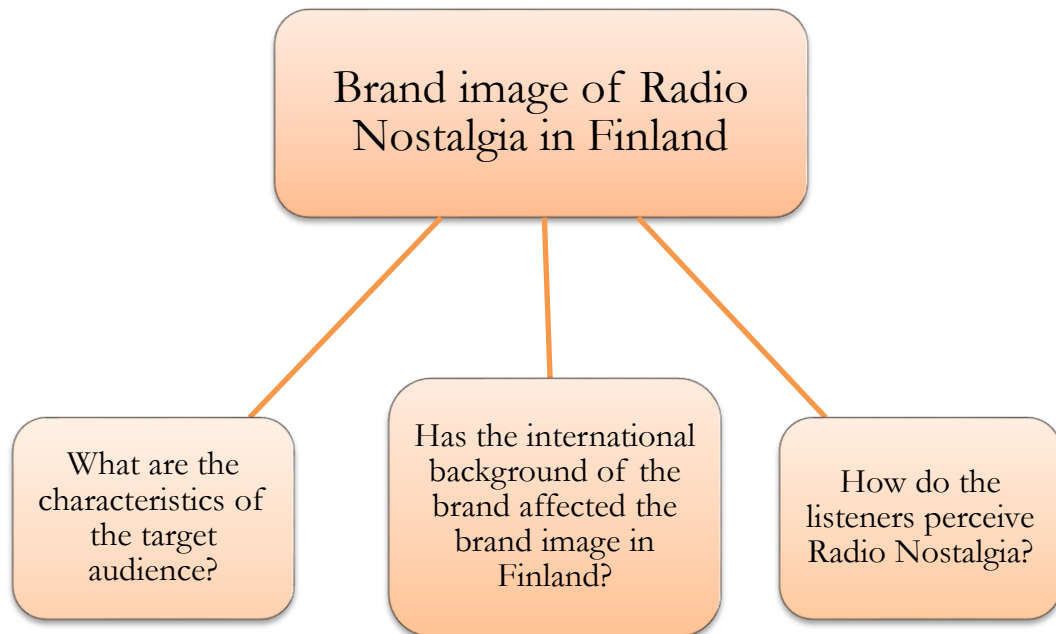 Brand image of Radio
Nostalgia in Finland
What are the
characteristics of
the target
audience?
Has the international
background of the
brand affected the
brand image in
Finland?
How do the
listeners perceive
Radio Nostalgia?